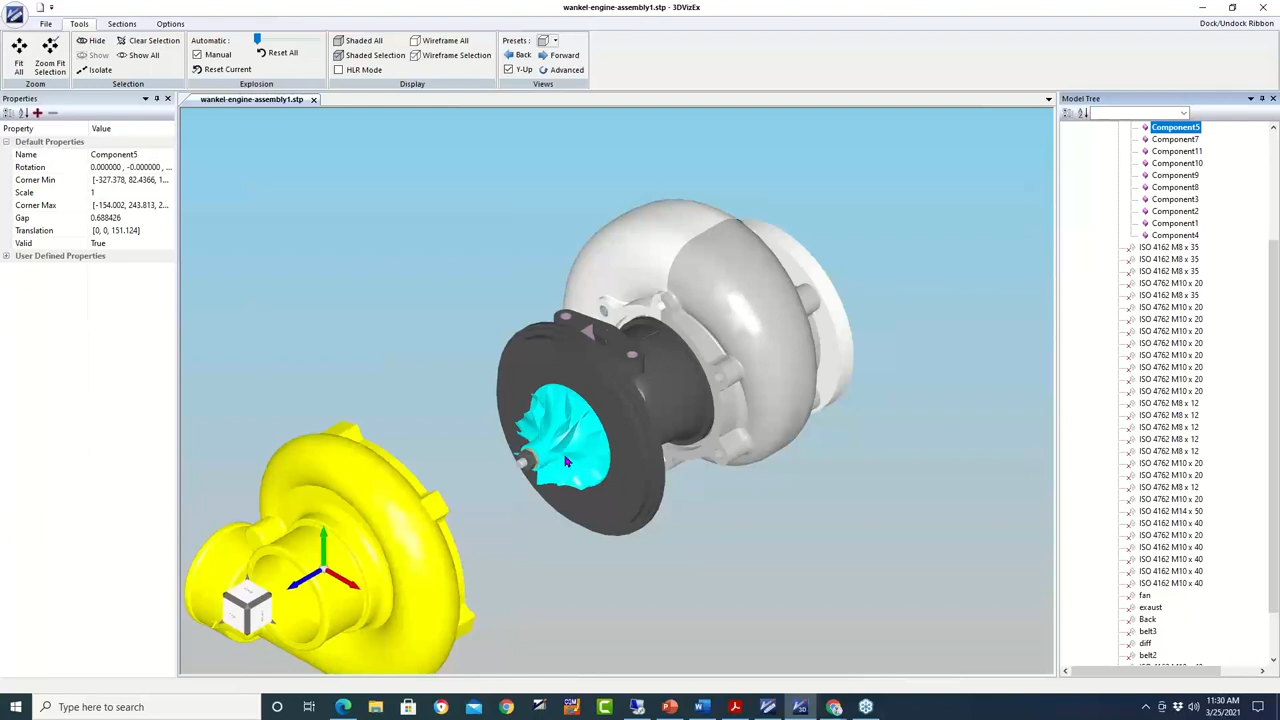 wankel-engine-assembly1.stp - 3DVizEx
File Tools Sections Options
Dock/Undock Ribbon
Fit All
Zoom Fit Selection
Zoom
Hide
Show
Isolate
Clear Selection
Show All
Selection
Automatic:
Manual
Reset All
Reset Current
Explosion
Shaded All
Shaded Selection
HLR Mode
Wireframe All
Wireframe Selection
Display
Presets:
Back
Forward
Y-Up
Advanced
Views
Properties
wankel-engine-assembly1.stp
Model Tree
Property Value
Default Properties
Name Component5
Rotation 0.000000 , -0.000000 , ...
Corner Min [-327.378, 82.4366, 1...
Scale 1
Corner Max [-154.002, 243.813, 2...
Gap 0.688426
Translation [0, 0, 151.124]
Valid True
User Defined Properties
Component5
Component7
Component11
Component10
Component9
Component8
Component3
Component2
Component1
Component4
ISO 4162 M8 x 35
ISO 4162 M8 x 35
ISO 4162 M8 x 35
ISO 4762 M10 x 20
ISO 4162 M8 x 35
ISO 4762 M10 x 20
ISO 4762 M10 x 20
ISO 4762 M10 x 20
ISO 4762 M10 x 20
ISO 4762 M10 x 20
ISO 4762 M10 x 20
ISO 4762 M10 x 20
ISO 4762 M8 x 12
ISO 4762 M8 x 12
ISO 4762 M8 x 12
ISO 4762 M8 x 12
ISO 4762 M8 x 12
ISO 4762 M10 x 20
ISO 4762 M10 x 20
ISO 4762 M8 x 12
ISO 4762 M10 x 20
ISO 4762 M14 x 50
ISO 4162 M10 x 40
ISO 4762 M10 x 20
ISO 4162 M10 x 40
ISO 4162 M10 x 40
ISO 4162 M10 x 40
ISO 4162 M10 x 40
fan
exaust
Back
belt3
diff
belt2
Type here to search
11:30 AM
3/25/2021